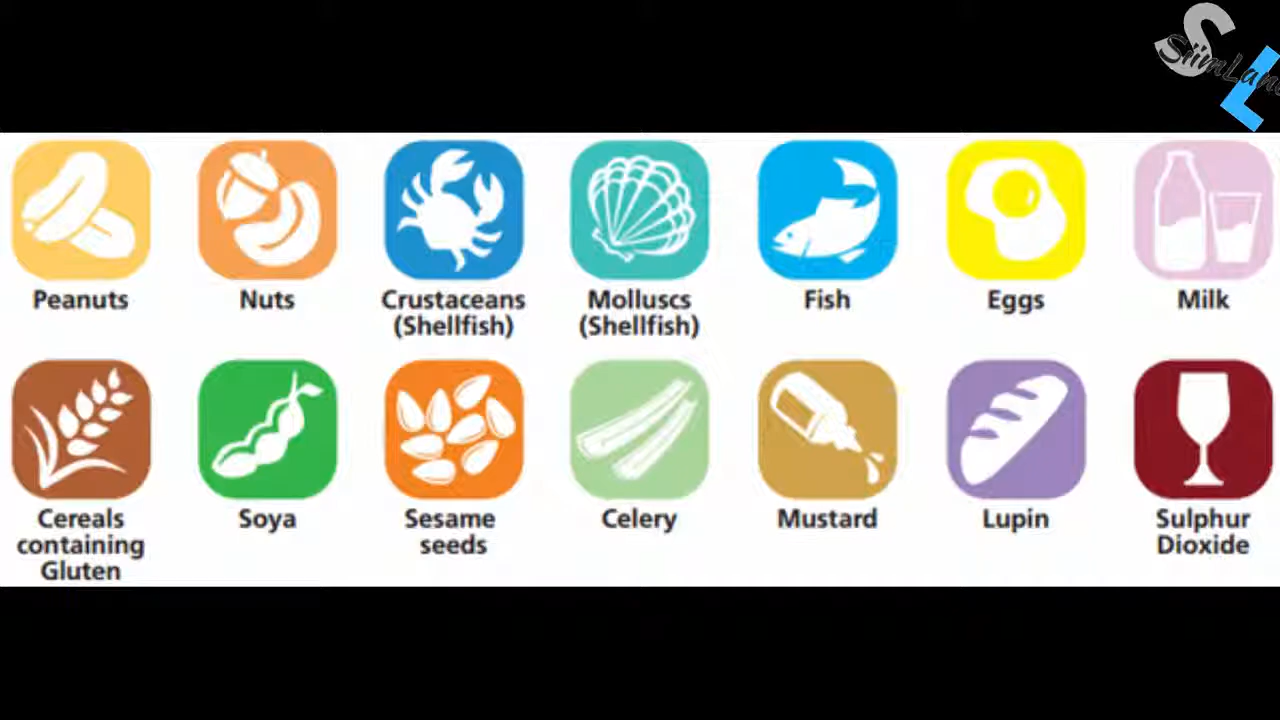 SiimLand
Peanuts
Nuts
Crustaceans
(Shellfish)
Molluscs
(Shellfish)
Fish
Eggs
Milk
Cereals
containing
Gluten
Soya
Sesame
seeds
Celery
Mustard
Lupin
Sulphur
Dioxide